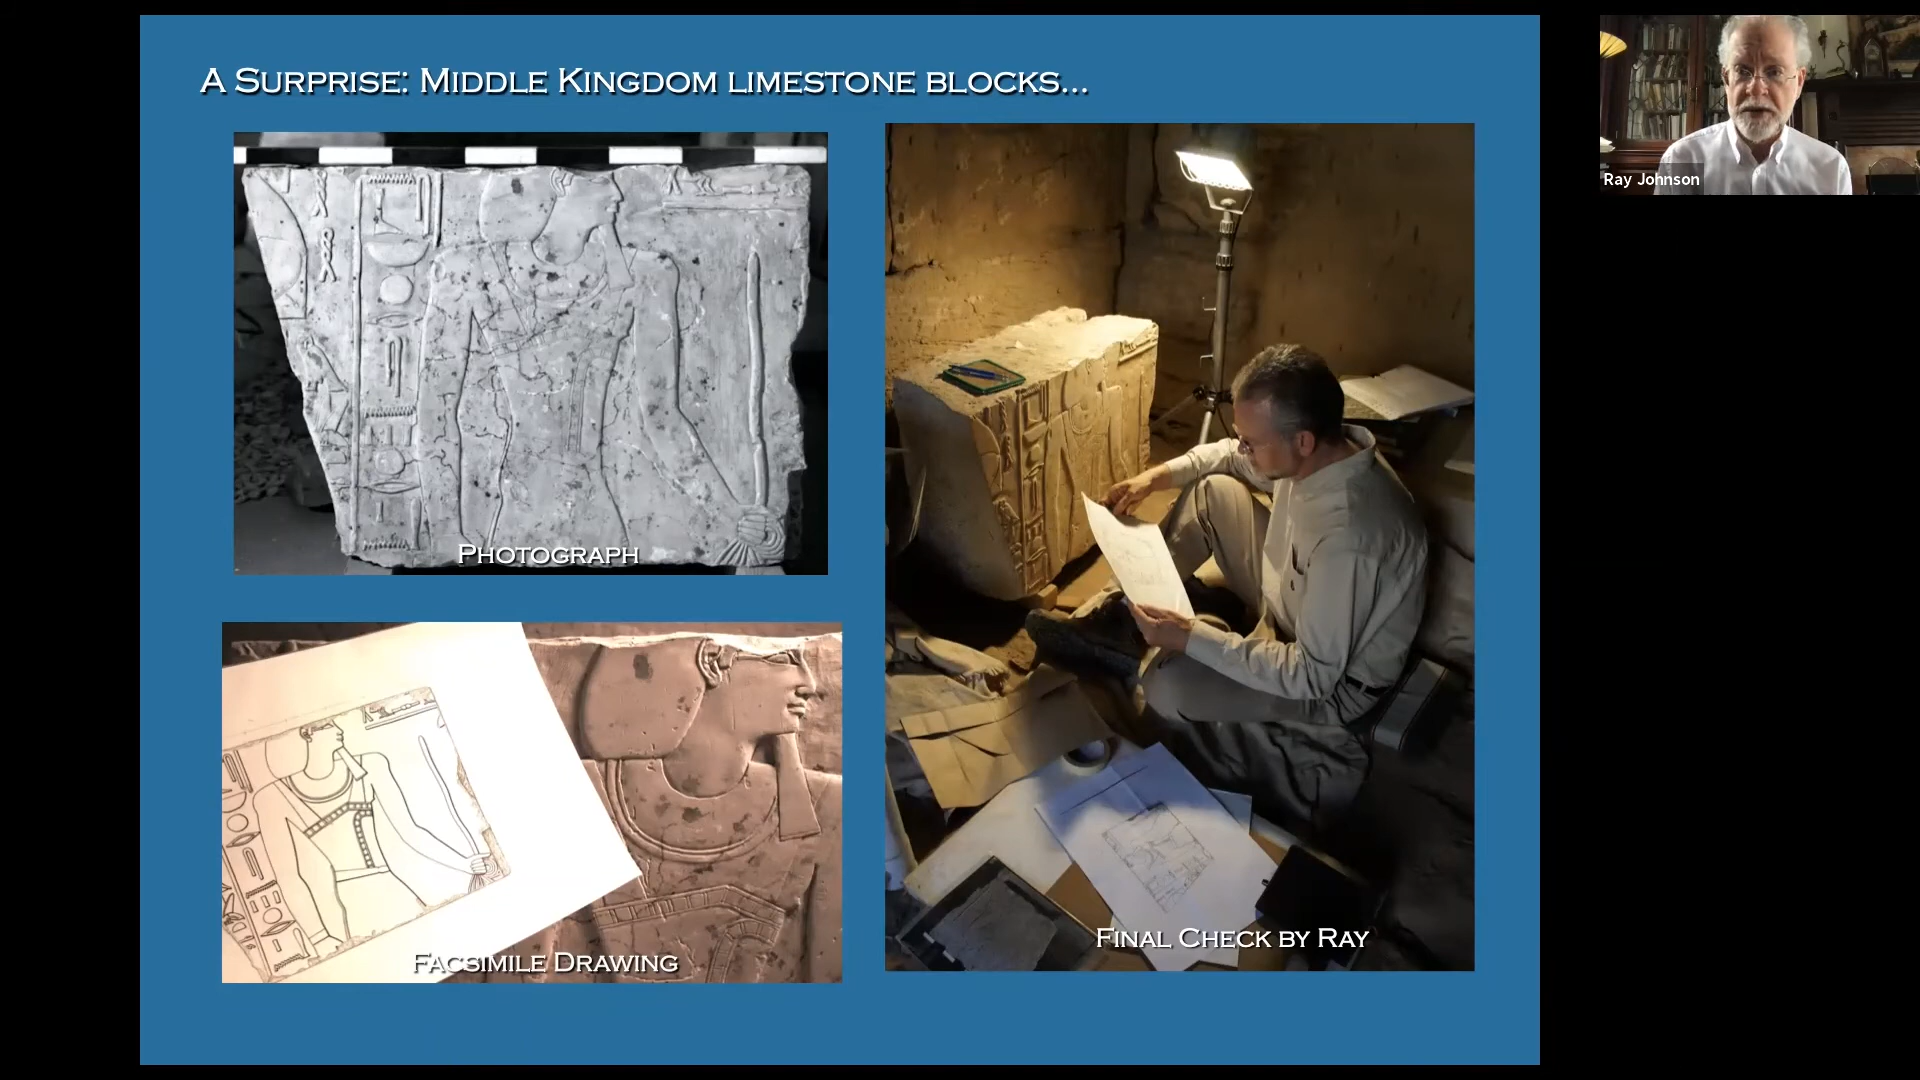 A Surprise: Middle Kingdom limestone blocks...
Photograph
Facsimile Drawing
Final Check by Ray
Ray Johnson